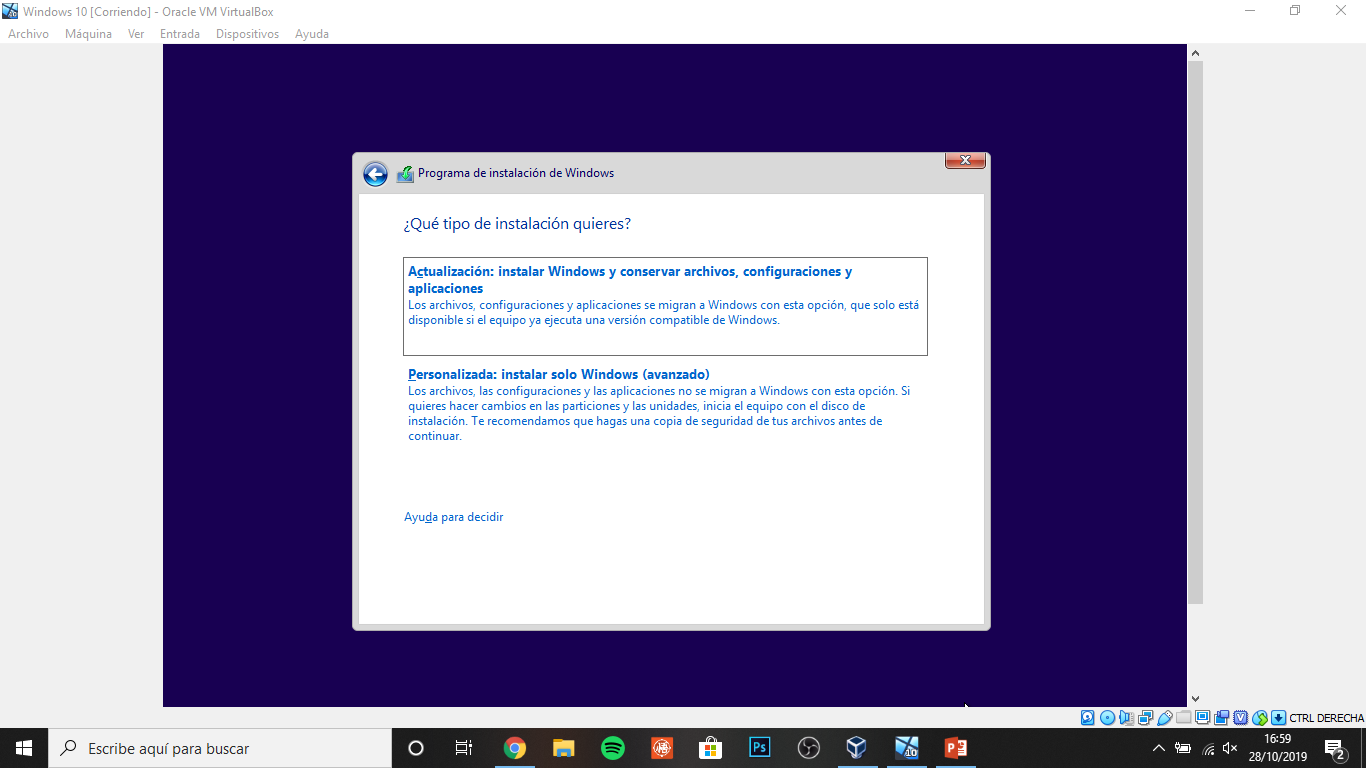 Windows 10 [Corriendo] - Oracle VM VirtualBox
Archivo Máquina Ver Entrada Dispositivos Ayuda
Programa de instalación de Windows
¿Qué tipo de instalación quieres?
Actualización: instalar Windows y conservar archivos, configuraciones y
aplicaciones
Los archivos, configuraciones y aplicaciones se migran a Windows con esta opción, que solo está
disponible si el equipo ya ejecuta una versión compatible de Windows.
Personalizada: instalar solo Windows (avanzado)
Los archivos, las configuraciones y las aplicaciones no se migran a Windows con esta opción. Si
quieres hacer cambios en las particiones y las unidades, inicia el equipo con el disco de
instalación. Te recomendamos que hagas una copia de seguridad de tus archivos antes de
continuar.
Ayuda para decidir
CTRL DERECHA
Escribe aquí para buscar
Ps
10
P
16:59
28/10/2019
2